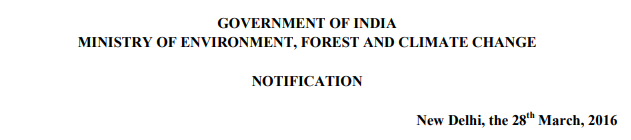 GOVERNMENT OF INDIA
MINISTRY OF ENVIRONMENT, FOREST AND CLIMATE CHANGE
NOTIFICATION
New Delhi, the 28th March, 2016